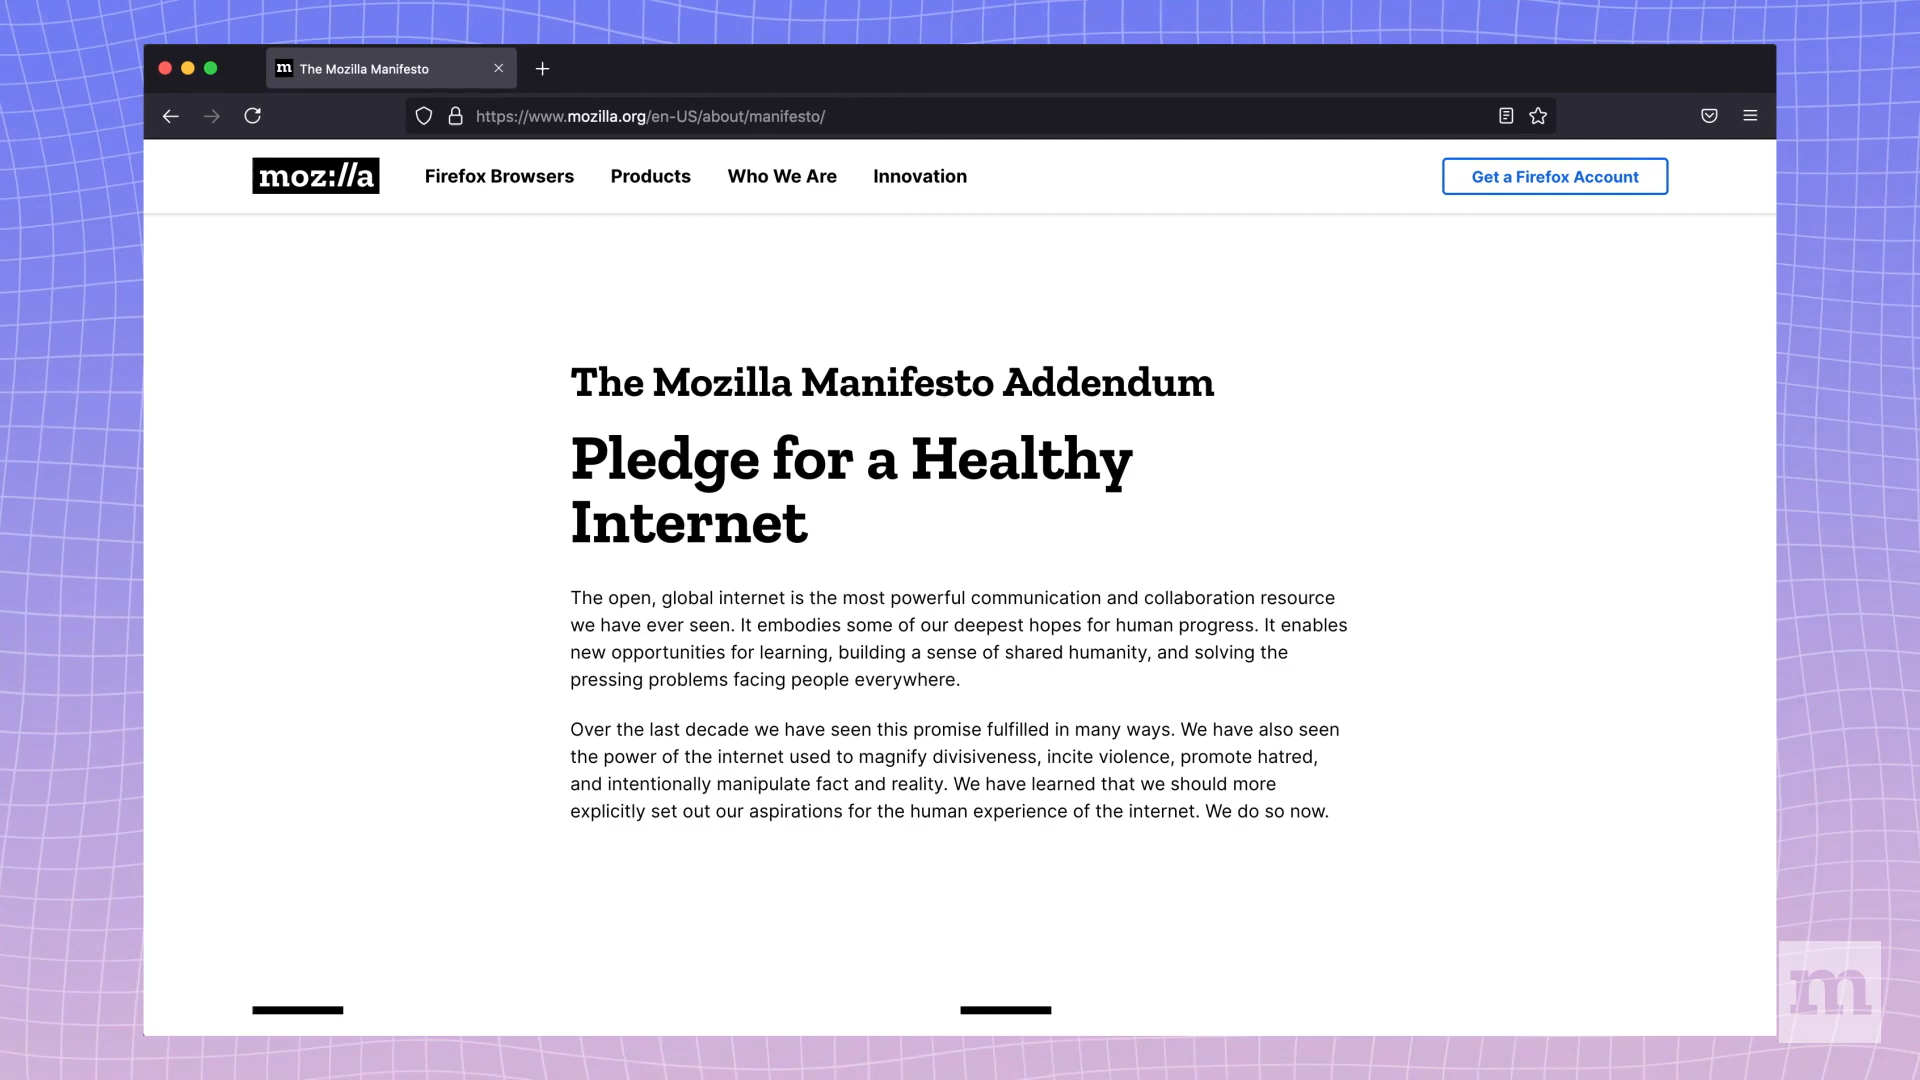 m The Mozilla Manifesto
https://www.mozilla.org/en-US/about/manifesto/
moz://a Firefox Browsers Products Who We Are Innovation Get a Firefox Account
The Mozilla Manifesto Addendum
Pledge for a Healthy
Internet
The open, global internet is the most powerful communication and collaboration resource
we have ever seen. It embodies some of our deepest hopes for human progress. It enables
new opportunities for learning, building a sense of shared humanity, and solving the
pressing problems facing people everywhere.
Over the last decade we have seen this promise fulfilled in many ways. We have also seen
the power of the internet used to magnify divisiveness, incite violence, promote hatred,
and intentionally manipulate fact and reality. We have learned that we should more
explicitly set out our aspirations for the human experience of the internet. We do so now.
m